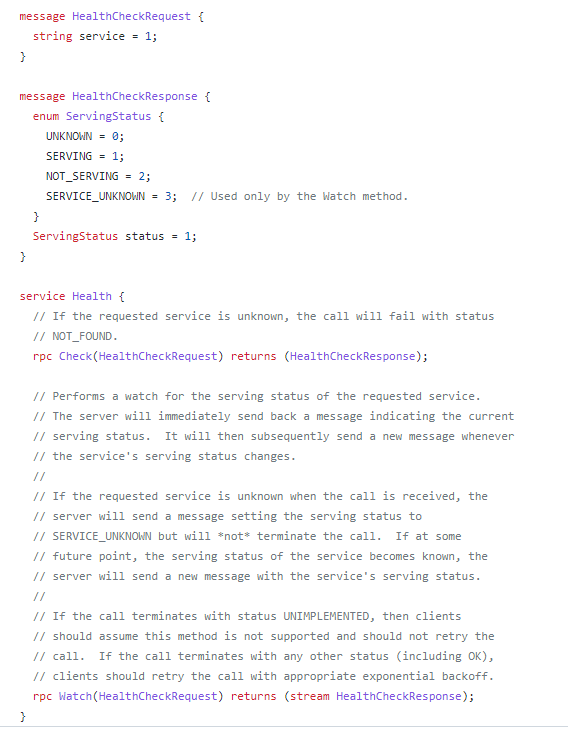 message HealthCheckRequest {
  string service = 1;
}

message HealthCheckResponse {
  enum ServingStatus {
    UNKNOWN = 0;
    SERVING = 1;
    NOT_SERVING = 2;
    SERVICE_UNKNOWN = 3;  // Used only by the Watch method.
  }
  ServingStatus status = 1;
}

service Health {
  // If the requested service is unknown, the call will fail with status
  // NOT_FOUND.
  rpc Check(HealthCheckRequest) returns (HealthCheckResponse);

  // Performs a watch for the serving status of the requested service.
  // The server will immediately send back a message indicating the current
  // serving status.  It will then subsequently send a new message whenever
  // the service's serving status changes.
  //
  // If the requested service is unknown when the call is received, the
  // server will send a message setting the serving status to
  // SERVICE_UNKNOWN but will *not* terminate the call.  If at some
  // future point, the serving status of the service becomes known, the
  // server will send a new message with the service's serving status.
  //
  // If the call terminates with status UNIMPLEMENTED, then clients
  // should assume this method is not supported and should not retry the
  // call.  If the call terminates with any other status (including OK),
  // clients should retry the call with appropriate exponential backoff.
  rpc Watch(HealthCheckRequest) returns (stream HealthCheckResponse);
}